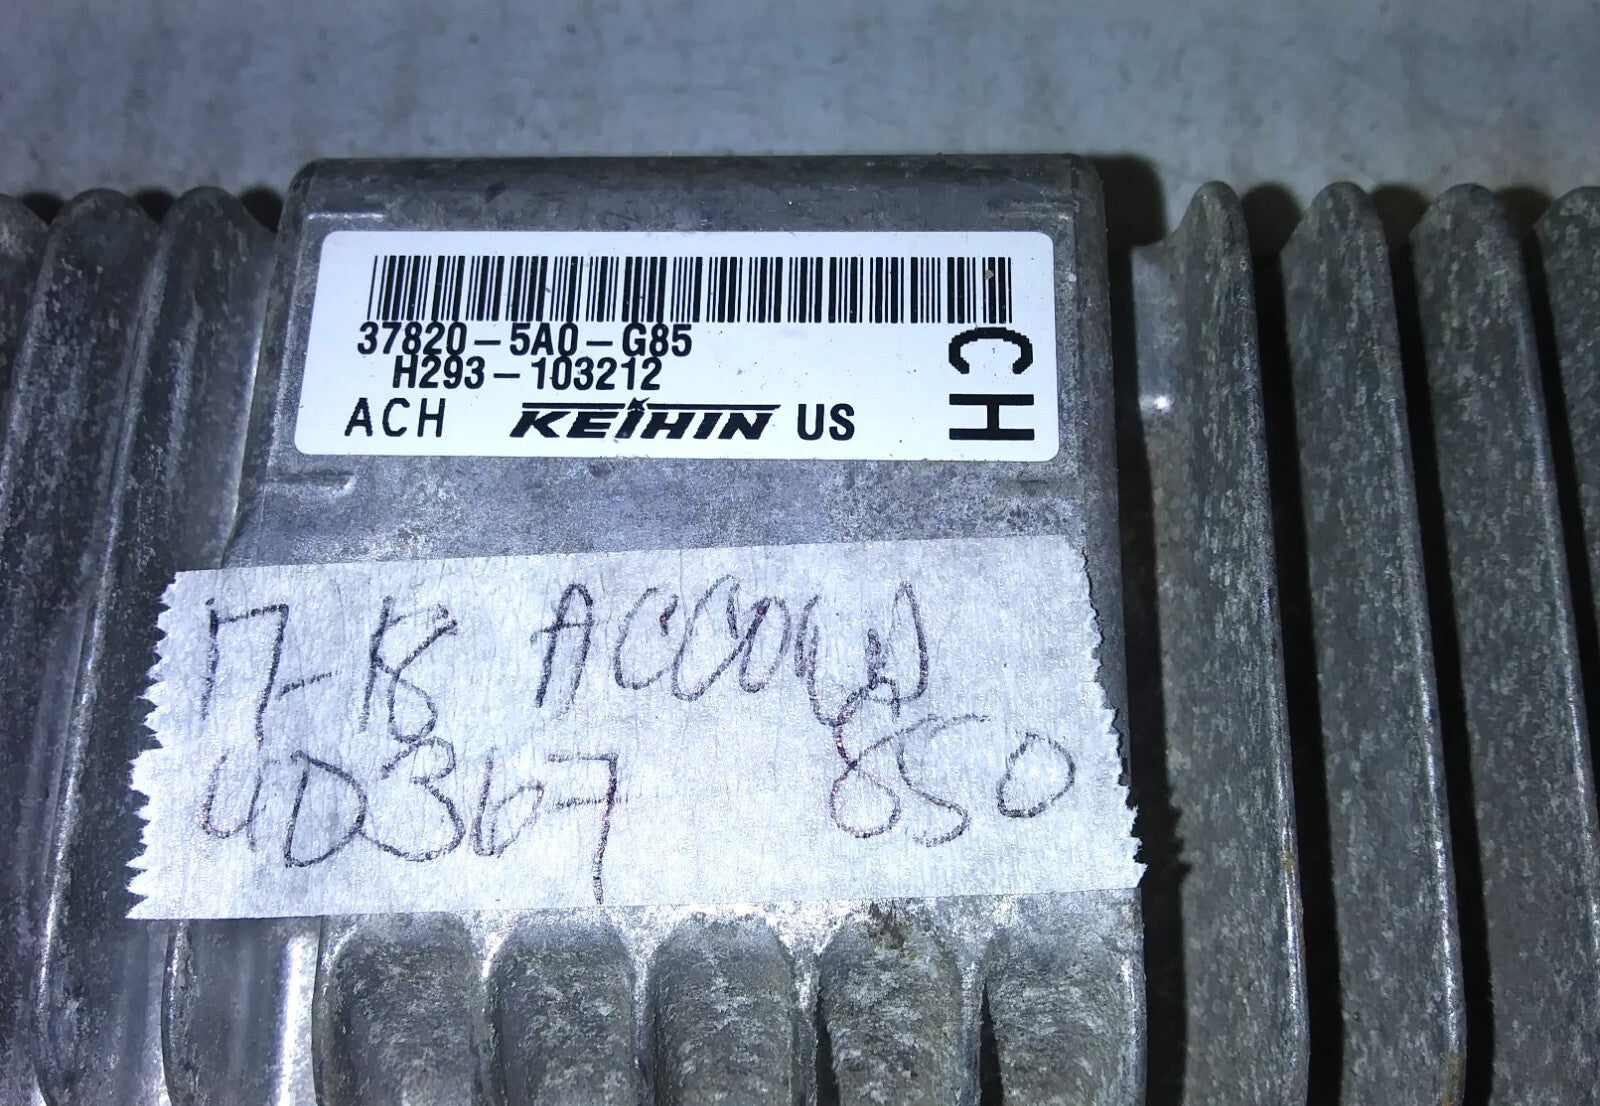 37820-5A0-G85
H293-103212
ACH KEIHIN US
CH
17-18 ACCORD
UD367 850